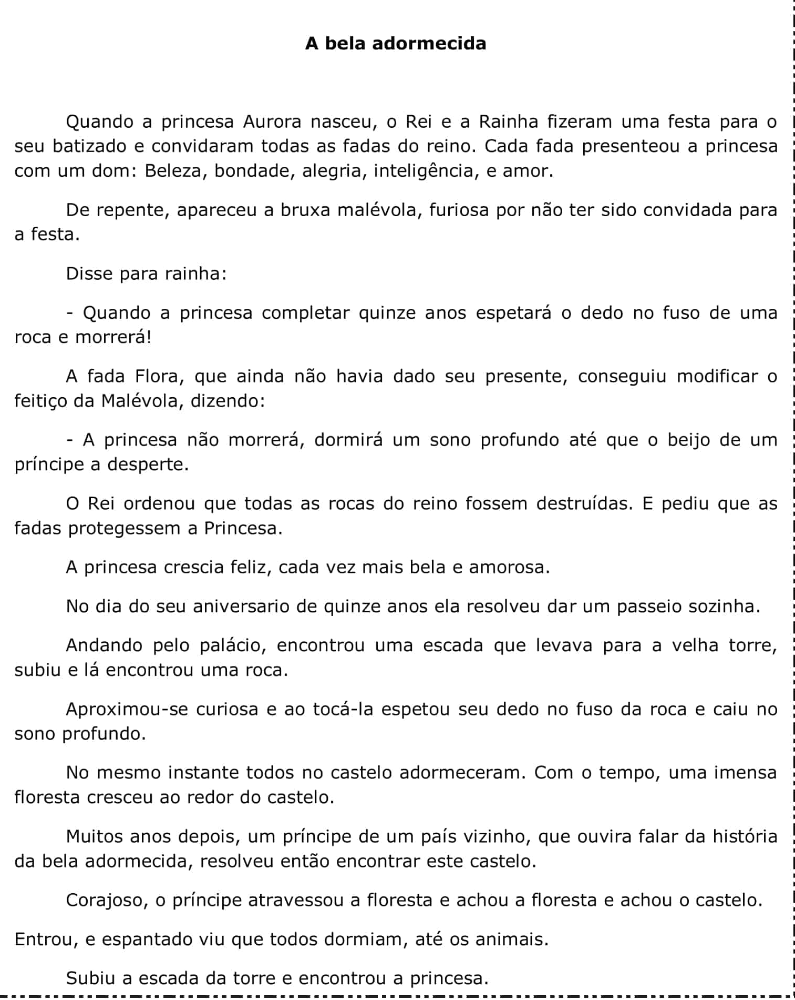 A bela adormecida
Quando a princesa Aurora nasceu, o Rei e a Rainha fizeram uma festa para o
seu batizado e convidaram todas as fadas do reino. Cada fada presenteou a princesa
com um dom: Beleza, bondade, alegria, inteligência, e amor.
De repente, apareceu a bruxa malévola, furiosa por não ter sido convidada para
a festa.
Disse para rainha:
- Quando a princesa completar quinze anos espetará o dedo no fuso de uma
roca e morrerá!
A fada Flora, que ainda não havia dado seu presente, conseguiu modificar o
feitiço da Malévola, dizendo:
- A princesa não morrerá, dormirá um sono profundo até que o beijo de um
príncipe a desperte.
O Rei ordenou que todas as rocas do reino fossem destruídas. E pediu que as
fadas protegessem a Princesa.
A princesa crescia feliz, cada vez mais bela e amorosa.
No dia do seu aniversario de quinze anos ela resolveu dar um passeio sozinha.
Andando pelo palácio, encontrou uma escada que levava para a velha torre,
subiu e lá encontrou uma roca.
Aproximou-se curiosa e ao tocá-la espetou seu dedo no fuso da roca e caiu no
sono profundo.
No mesmo instante todos no castelo adormeceram. Com o tempo, uma imensa
floresta cresceu ao redor do castelo.
Muitos anos depois, um príncipe de um país vizinho, que ouvira falar da história
da bela adormecida, resolveu então encontrar este castelo.
Corajoso, o príncipe atravessou a floresta e achou a floresta e achou o castelo.
Entrou, e espantado viu que todos dormiam, até os animais.
Subiu a escada da torre e encontrou a princesa.